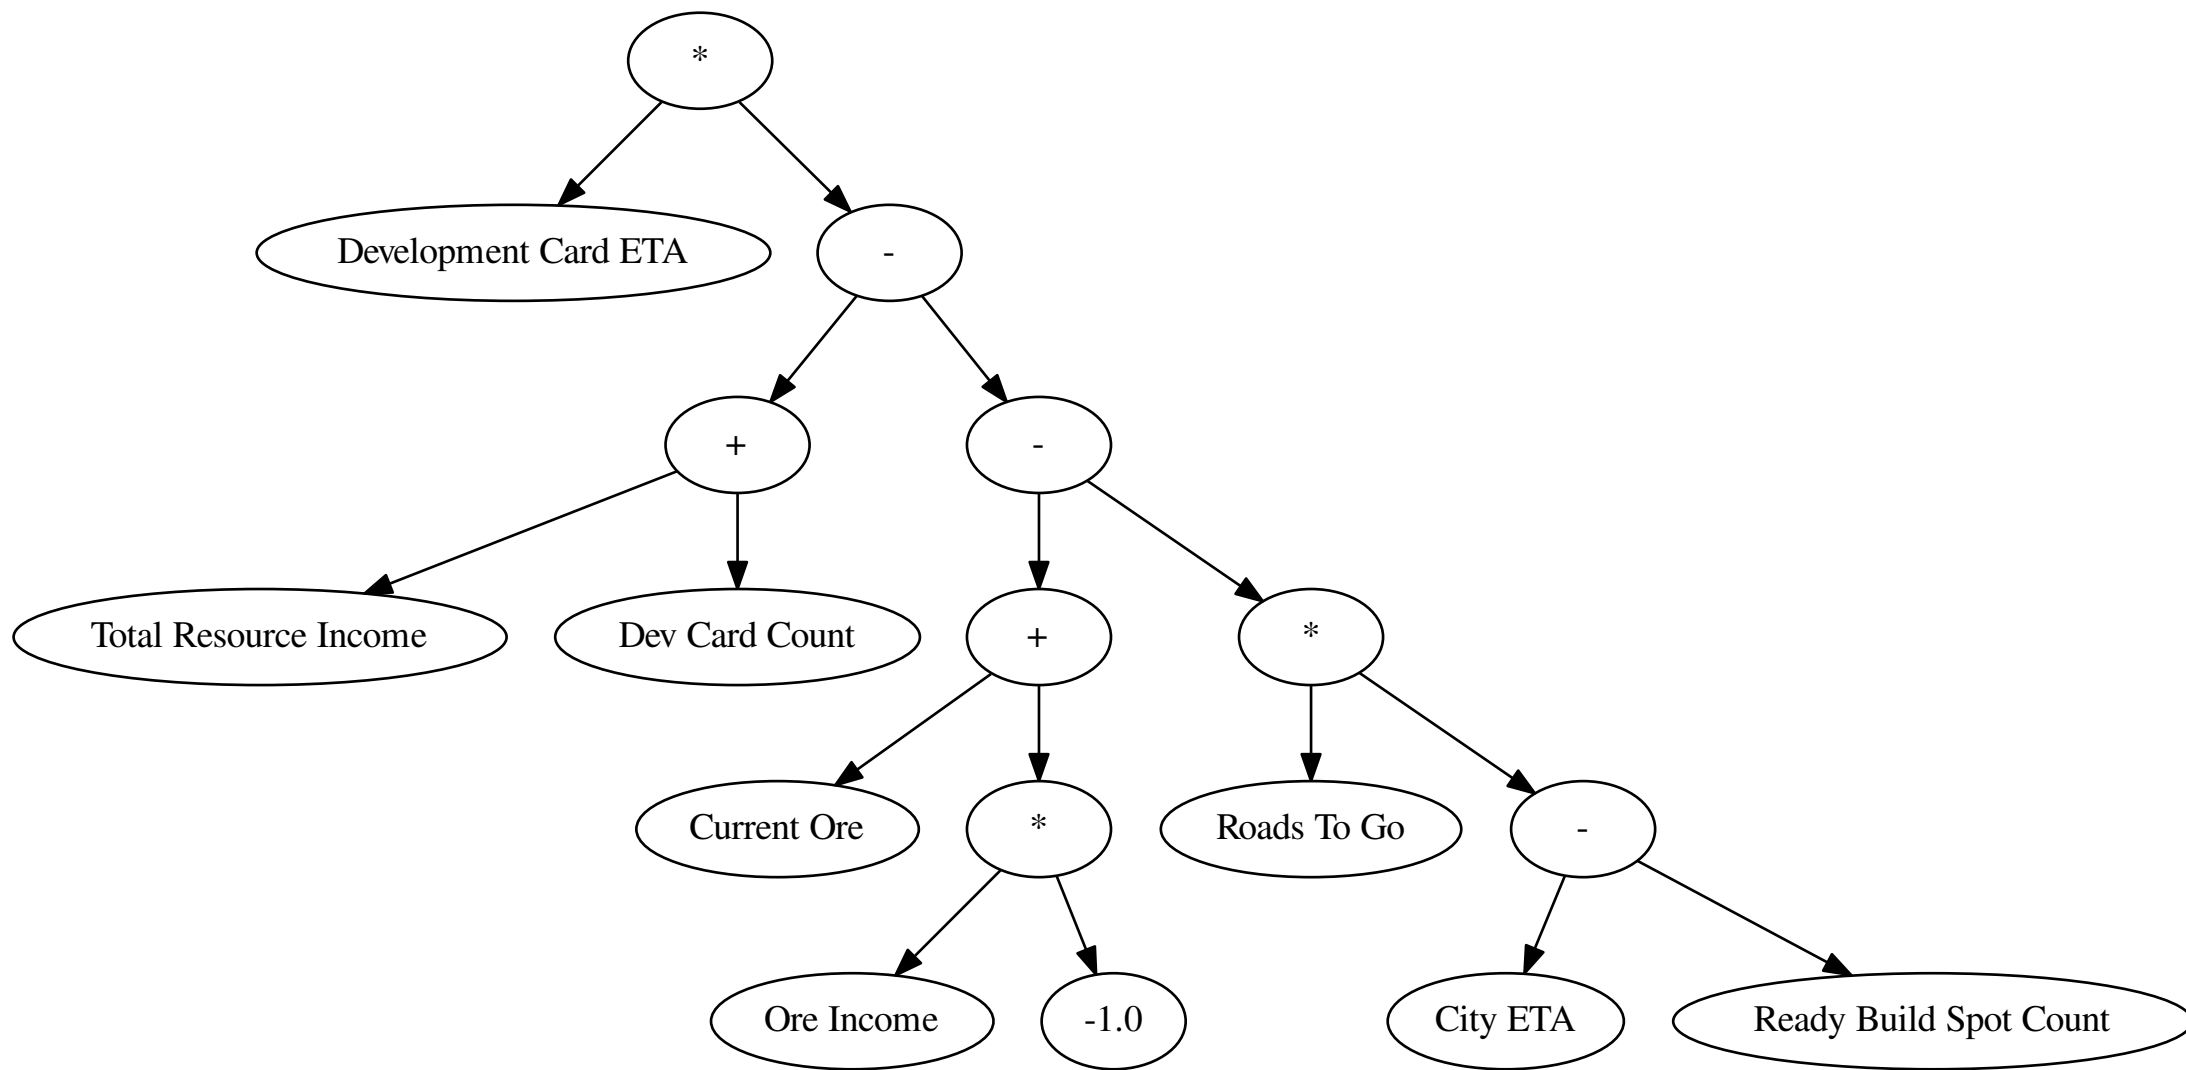 *
Development Card ETA
-
+
-
Total Resource Income
Dev Card Count
+
*
Current Ore
*
Roads To Go
-
Ore Income
-1.0
City ETA
Ready Build Spot Count